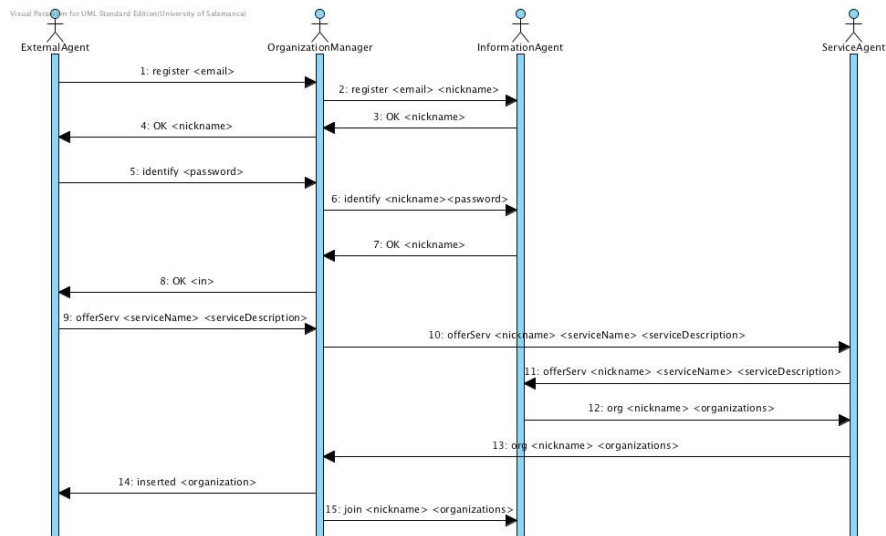 Visual Paradigm for UML Standard Edition(University of Salamanca)
ExternalAgent
OrganizationManager
InformationAgent
ServiceAgent
1: register <email>
2: register <email> <nickname>
3: OK <nickname>
4: OK <nickname>
5: identify <password>
6: identify <nickname><password>
7: OK <nickname>
8: OK <in>
9: offerServ <serviceName> <serviceDescription>
10: offerServ <nickname> <serviceName> <serviceDescription>
11: offerServ <nickname> <serviceName> <serviceDescription>
12: org <nickname> <organizations>
13: org <nickname> <organizations>
14: inserted <organization>
15: join <nickname> <organizations>